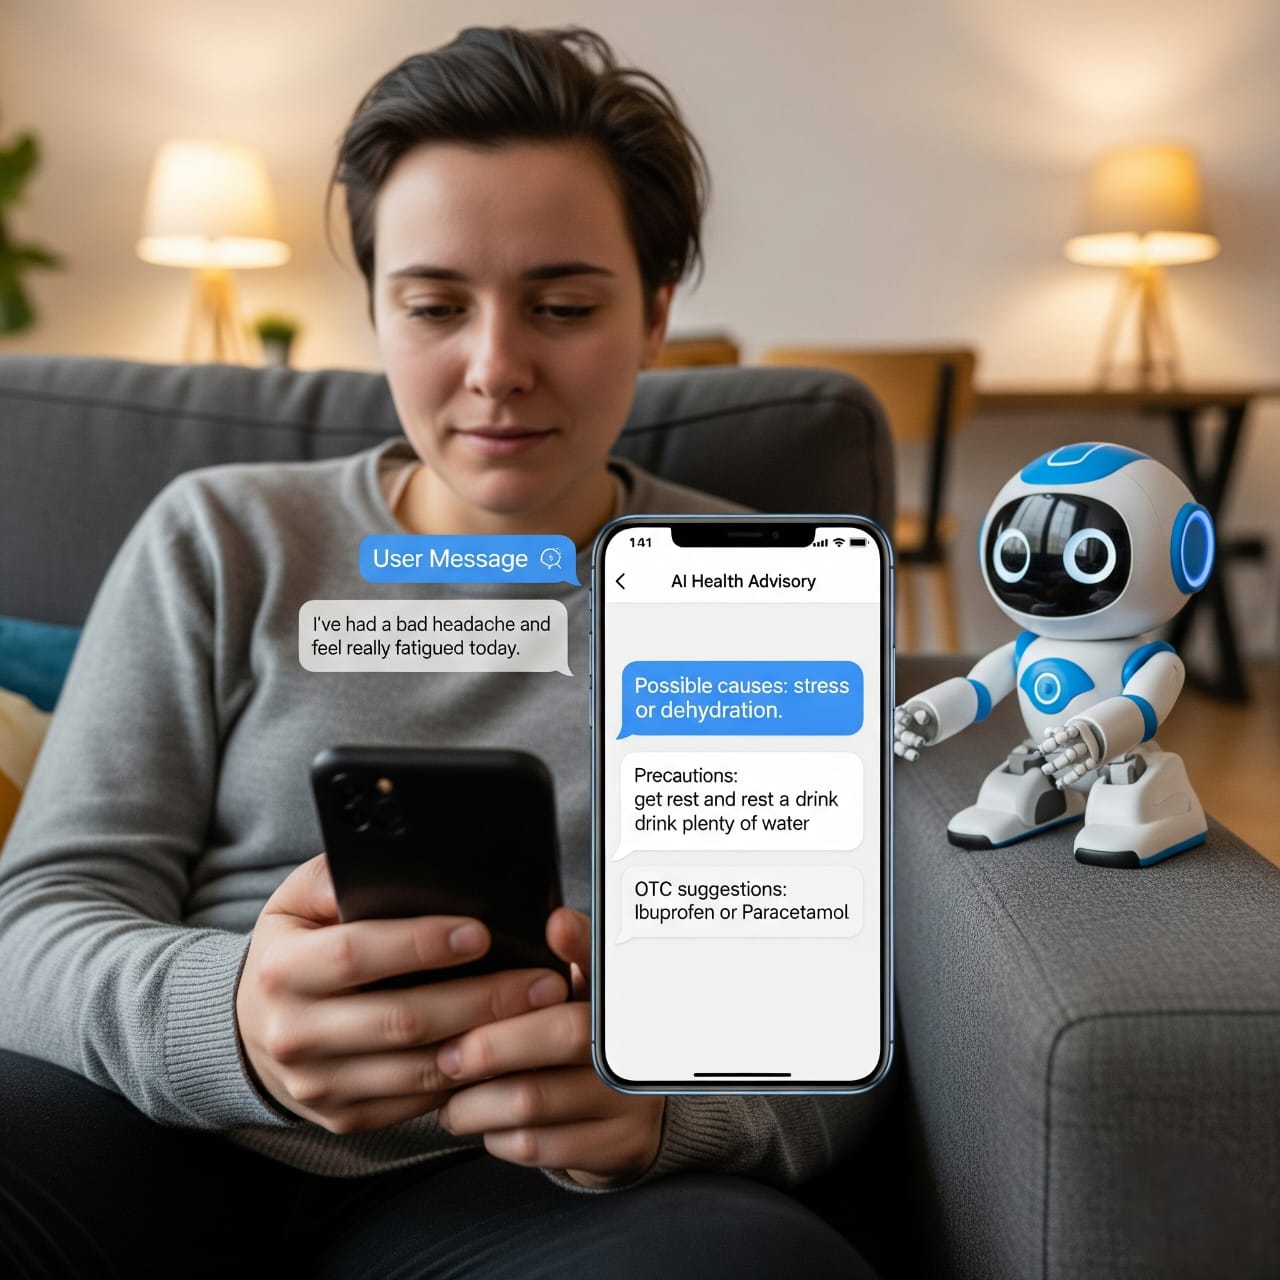 User Message
I've had a bad headache and
feel really fatigued today.
141
AI Health Advisory
Possible causes: stress
or dehydration.
Precautions:
get rest and rest a drink
drink plenty of water
OTC suggestions:
Ibuprofen or Paracetamol